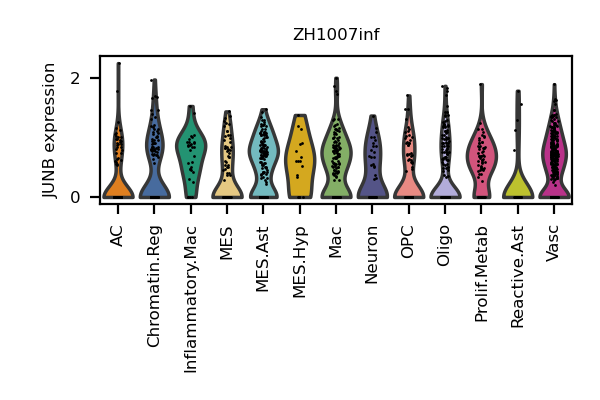 ZH1007inf
JUNB expression
2
0
AC
Chromatin.Reg
Inflammatory.Mac
MES
MES.Ast
MES.Hyp
Mac
Neuron
OPC
Oligo
Prolif.Metab
Reactive.Ast
Vasc